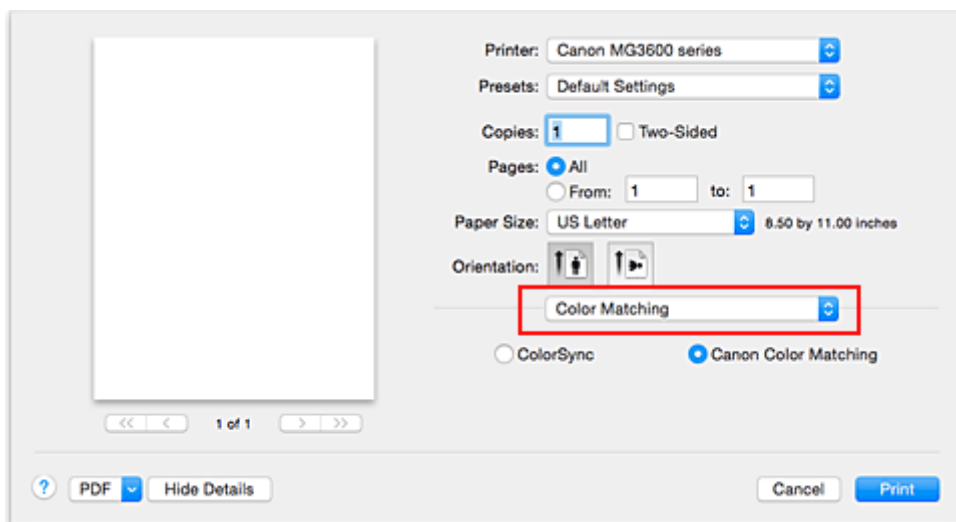 Printer: Canon MG3600 series
Presets: Default Settings
Copies: 1 Two-Sided
Pages: All
From: 1 to: 1
Paper Size: US Letter 8.50 by 11.00 inches
Orientation:
Color Matching
ColorSync Canon Color Matching
<< < 1 of 1 > >>
? PDF Hide Details Cancel Print